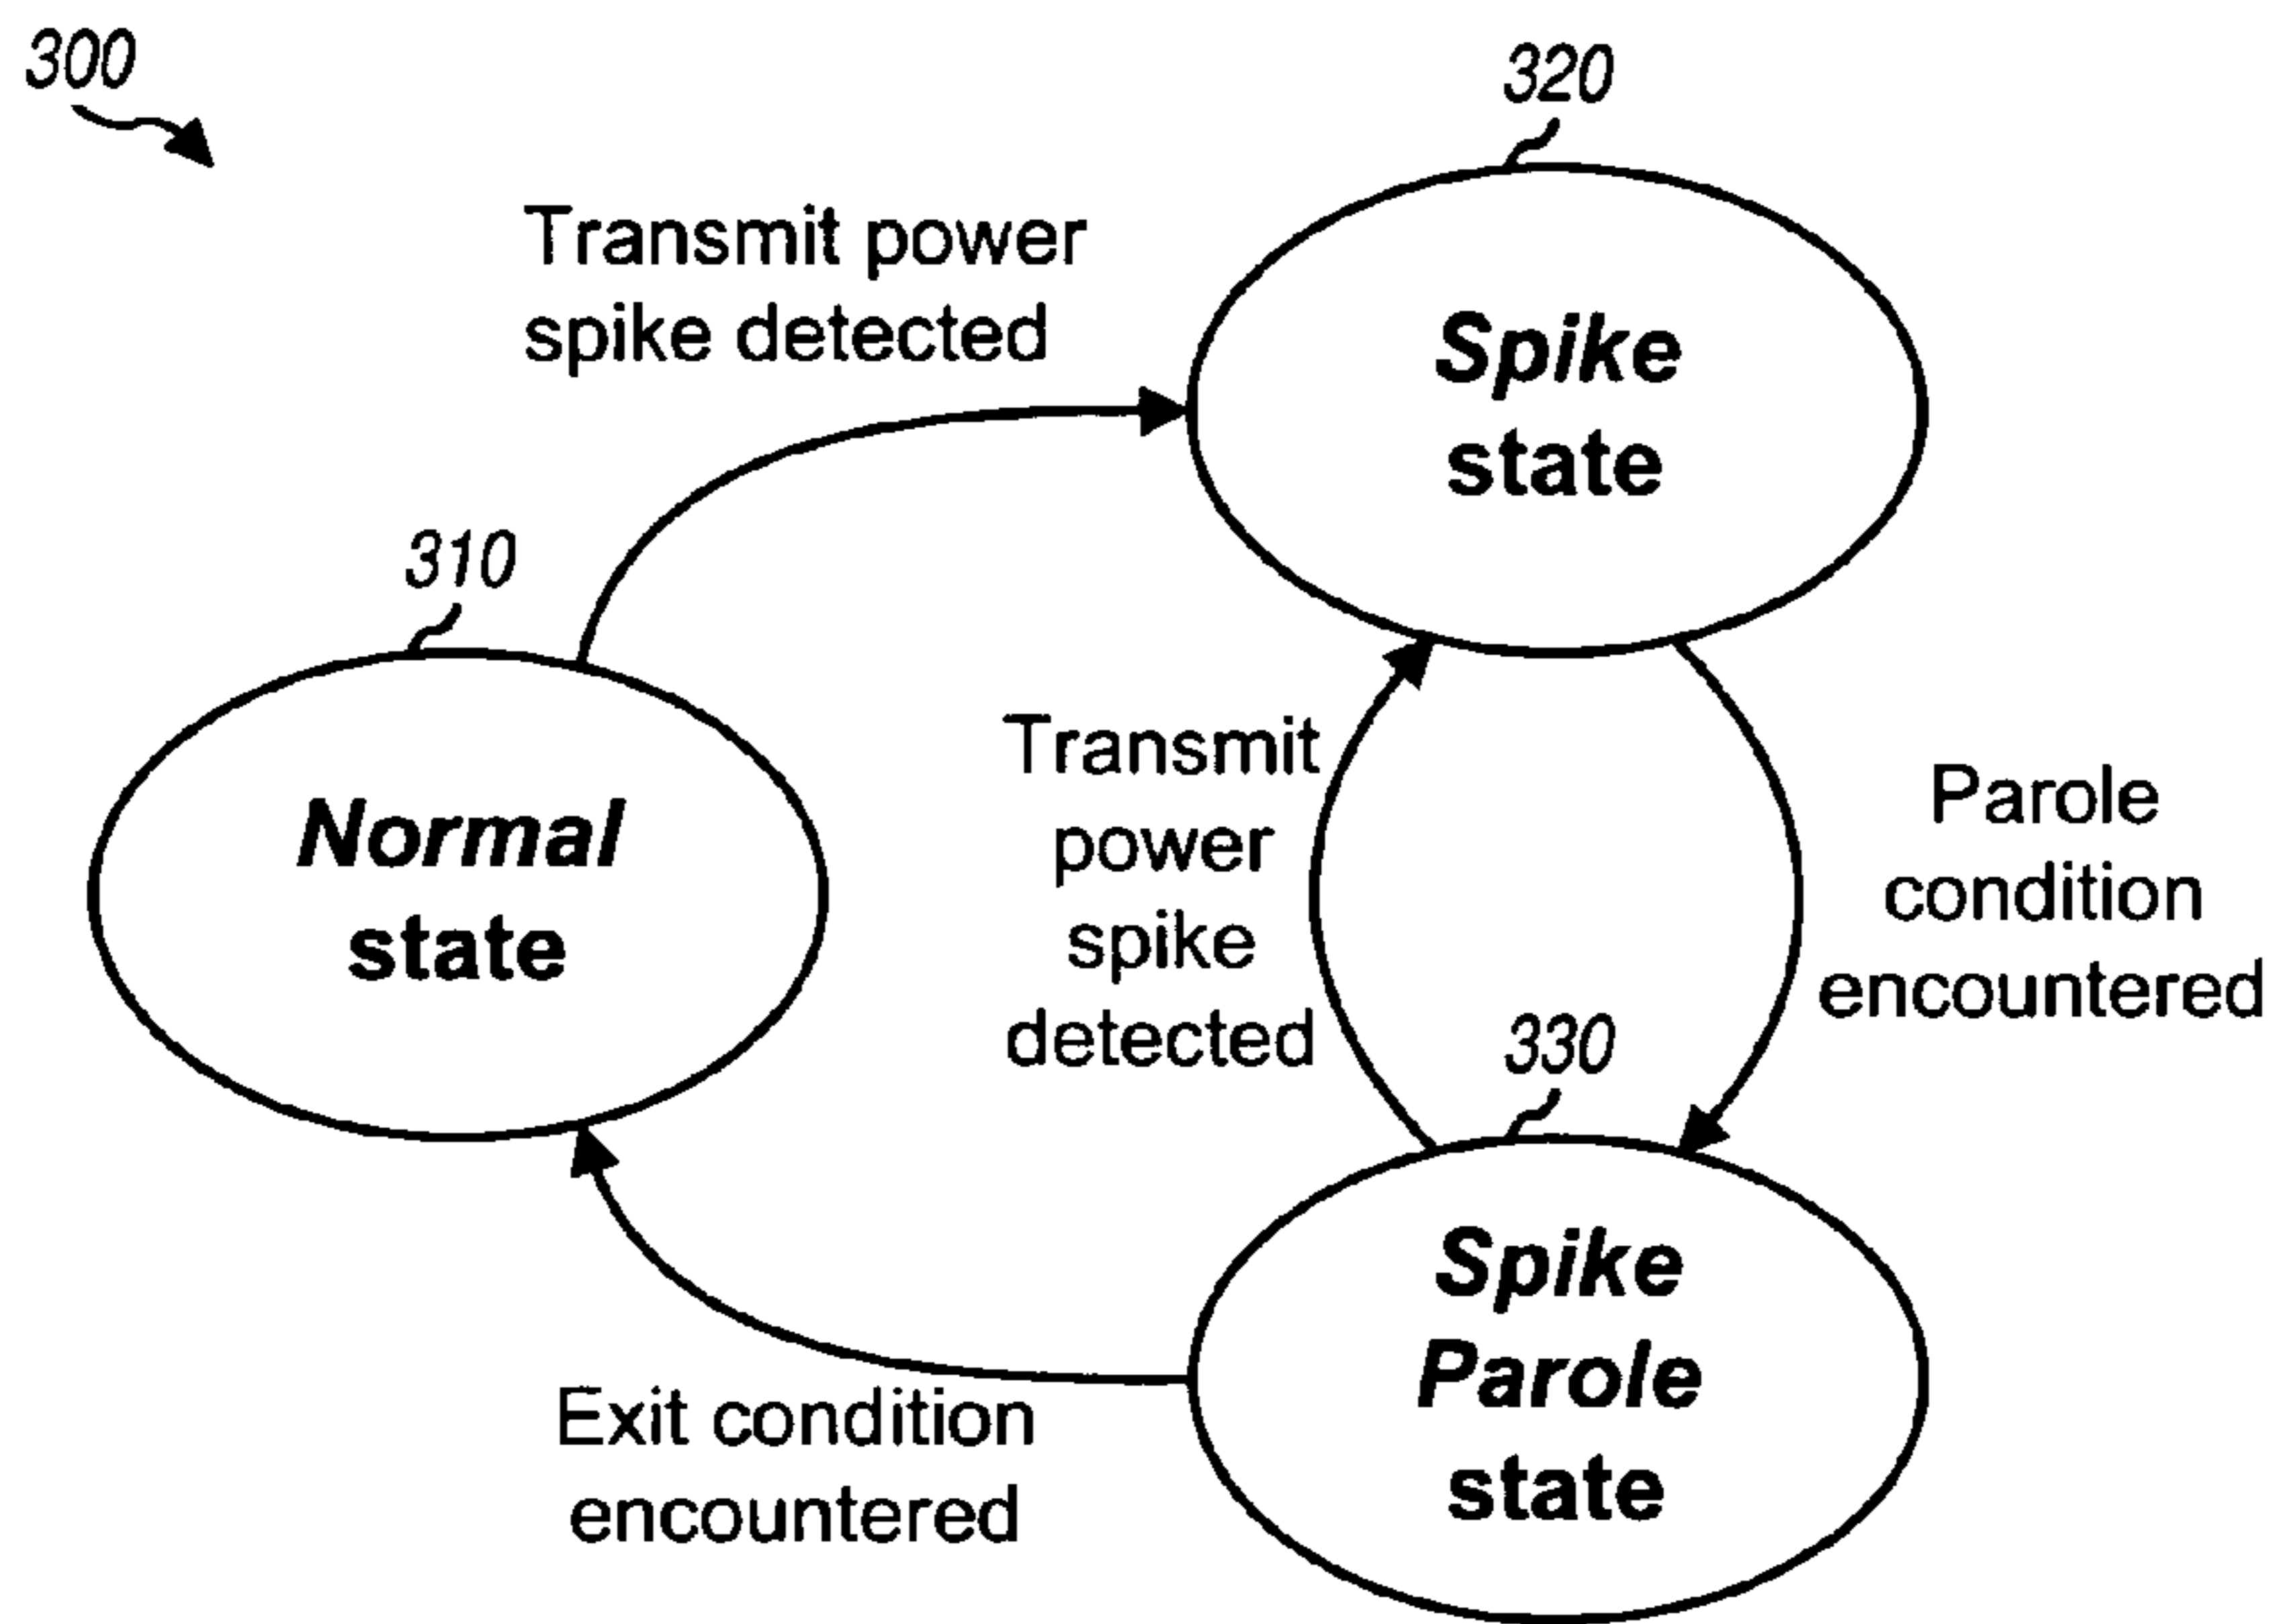 300
320
Transmit power
spike detected
Spike
state
310
Normal
state
Transmit
power
spike
detected
Parole
condition
encountered
330
Spike
Parole
state
Exit condition
encountered